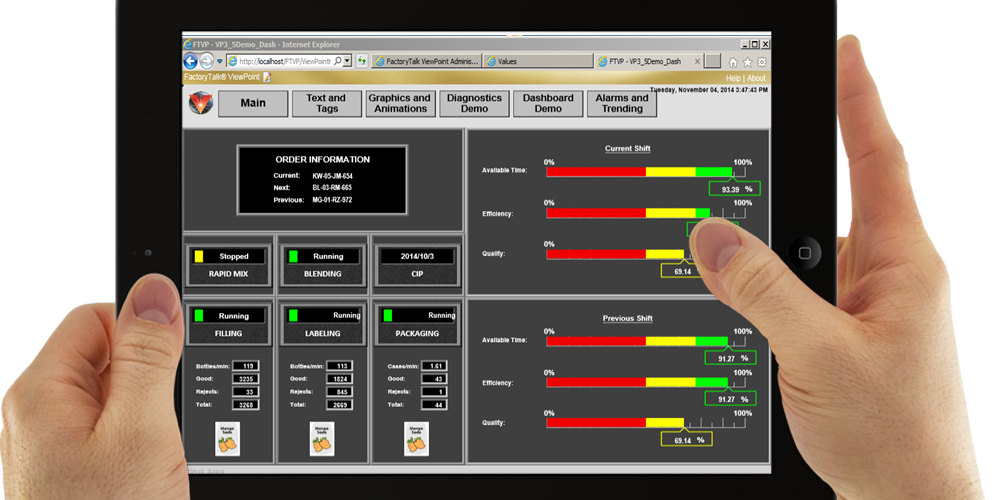 FTVP - VP3_5Demo_Dash - Internet Explorer
http://localhost/FTVP/ViewPoint
FactoryTalk ViewPoint Adminis...
Values
FTVP - VP3_5Demo_Dash
FactoryTalk® ViewPoint
Help | About
Tuesday, November 04, 2014 3:47:43 PM
Main
Text and
Tags
Graphics and
Animations
Diagnostics
Demo
Dashboard
Demo
Alarms and
Trending
ORDER INFORMATION
Current: KW-05-JM-654
Next: BL-03-RM-665
Previous: MG-01-RZ-972
Stopped
RAPID MIX
Running
BLENDING
2014/10/3
CIP
Running
FILLING
Running
LABELING
Running
PACKAGING
Bottles/min: 119
Good: 3235
Rejects: 33
Total: 3268
Bottles/min: 113
Good: 1824
Rejects: 845
Total: 2669
Cases/min: 1.61
Good: 43
Rejects: 1
Total: 44
Mango
Soda
Mango
Soda
Mango
Soda
Current Shift
0% 100%
Available Time:
93.39 %
0% 100%
Efficiency:
0%
Quality:
69.14
Previous Shift
0% 100%
Available Time:
91.27 %
0% 100%
Efficiency:
91.27 %
0% 100%
Quality:
69.14 %